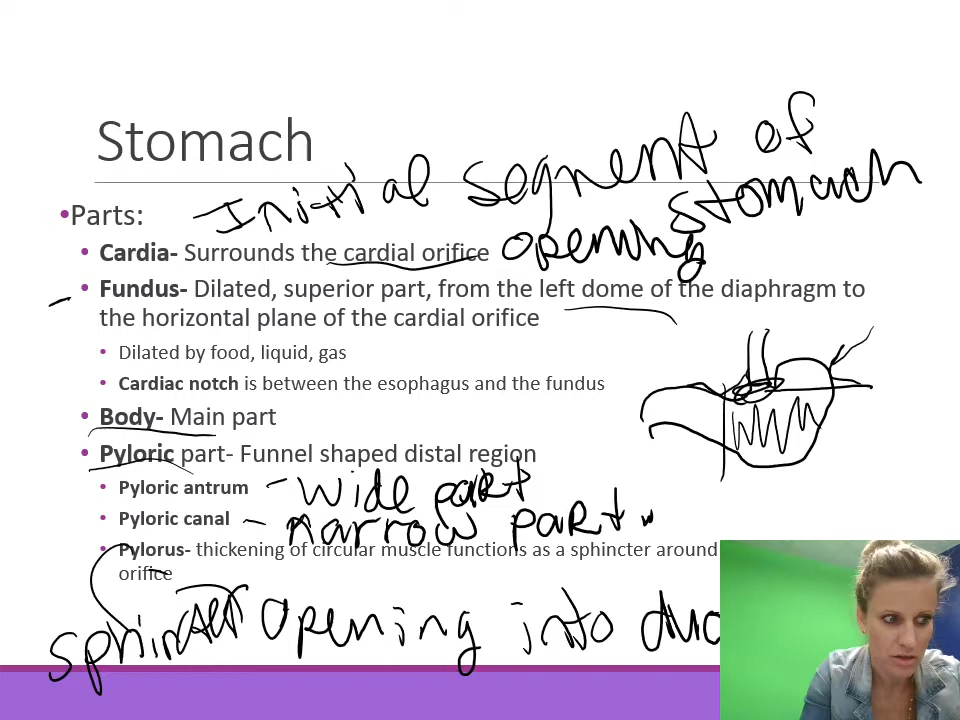 Stomach
Initial segment of
stomach
•Parts:
• Cardia- Surrounds the cardial orifice opening
• Fundus- Dilated, superior part, from the left dome of the diaphragm to
the horizontal plane of the cardial orifice
• Dilated by food, liquid, gas
• Cardiac notch is between the esophagus and the fundus
• Body- Main part
• Pyloric part- Funnel shaped distal region
• Pyloric antrum - wide part
• Pyloric canal - narrow part
• Pylorus- thickening of circular muscle functions as a sphincter around
orifice
opening into duo